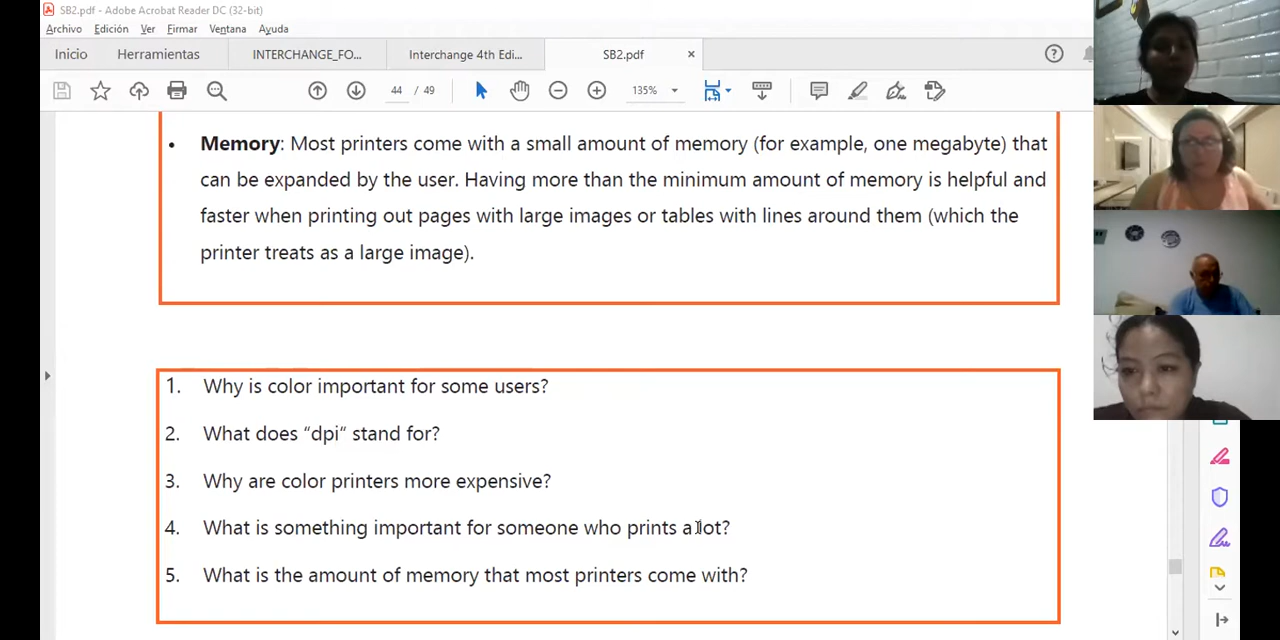 SB2.pdf - Adobe Acrobat Reader DC (32-bit)
Archivo Edición Ver Firmar Ventana Ayuda
Inicio Herramientas INTERCHANGE_FO... Interchange 4th Edi... SB2.pdf ×
44 / 49 135%
• Memory: Most printers come with a small amount of memory (for example, one megabyte) that
can be expanded by the user. Having more than the minimum amount of memory is helpful and
faster when printing out pages with large images or tables with lines around them (which the
printer treats as a large image).
1. Why is color important for some users?
2. What does "dpi" stand for?
3. Why are color printers more expensive?
4. What is something important for someone who prints a lot?
5. What is the amount of memory that most printers come with?